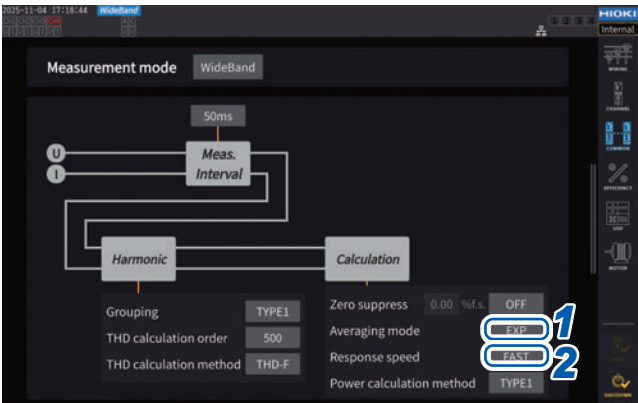 2025-11-04 17:18:44 WideBand
HIOKI
Internal
Measurement mode WideBand
WIRING
CHANNEL
50ms
COMMON
U
Meas.
Interval
I
EFFICIENCY
UDF
Harmonic
Calculation
MOTOR
Grouping TYPE1
Zero suppress 0.00 %f.s. OFF
1
THD calculation order 500
Averaging mode EXP
THD calculation method THD-F
Response speed FAST
2
Power calculation method TYPE1
SHUTDOWN